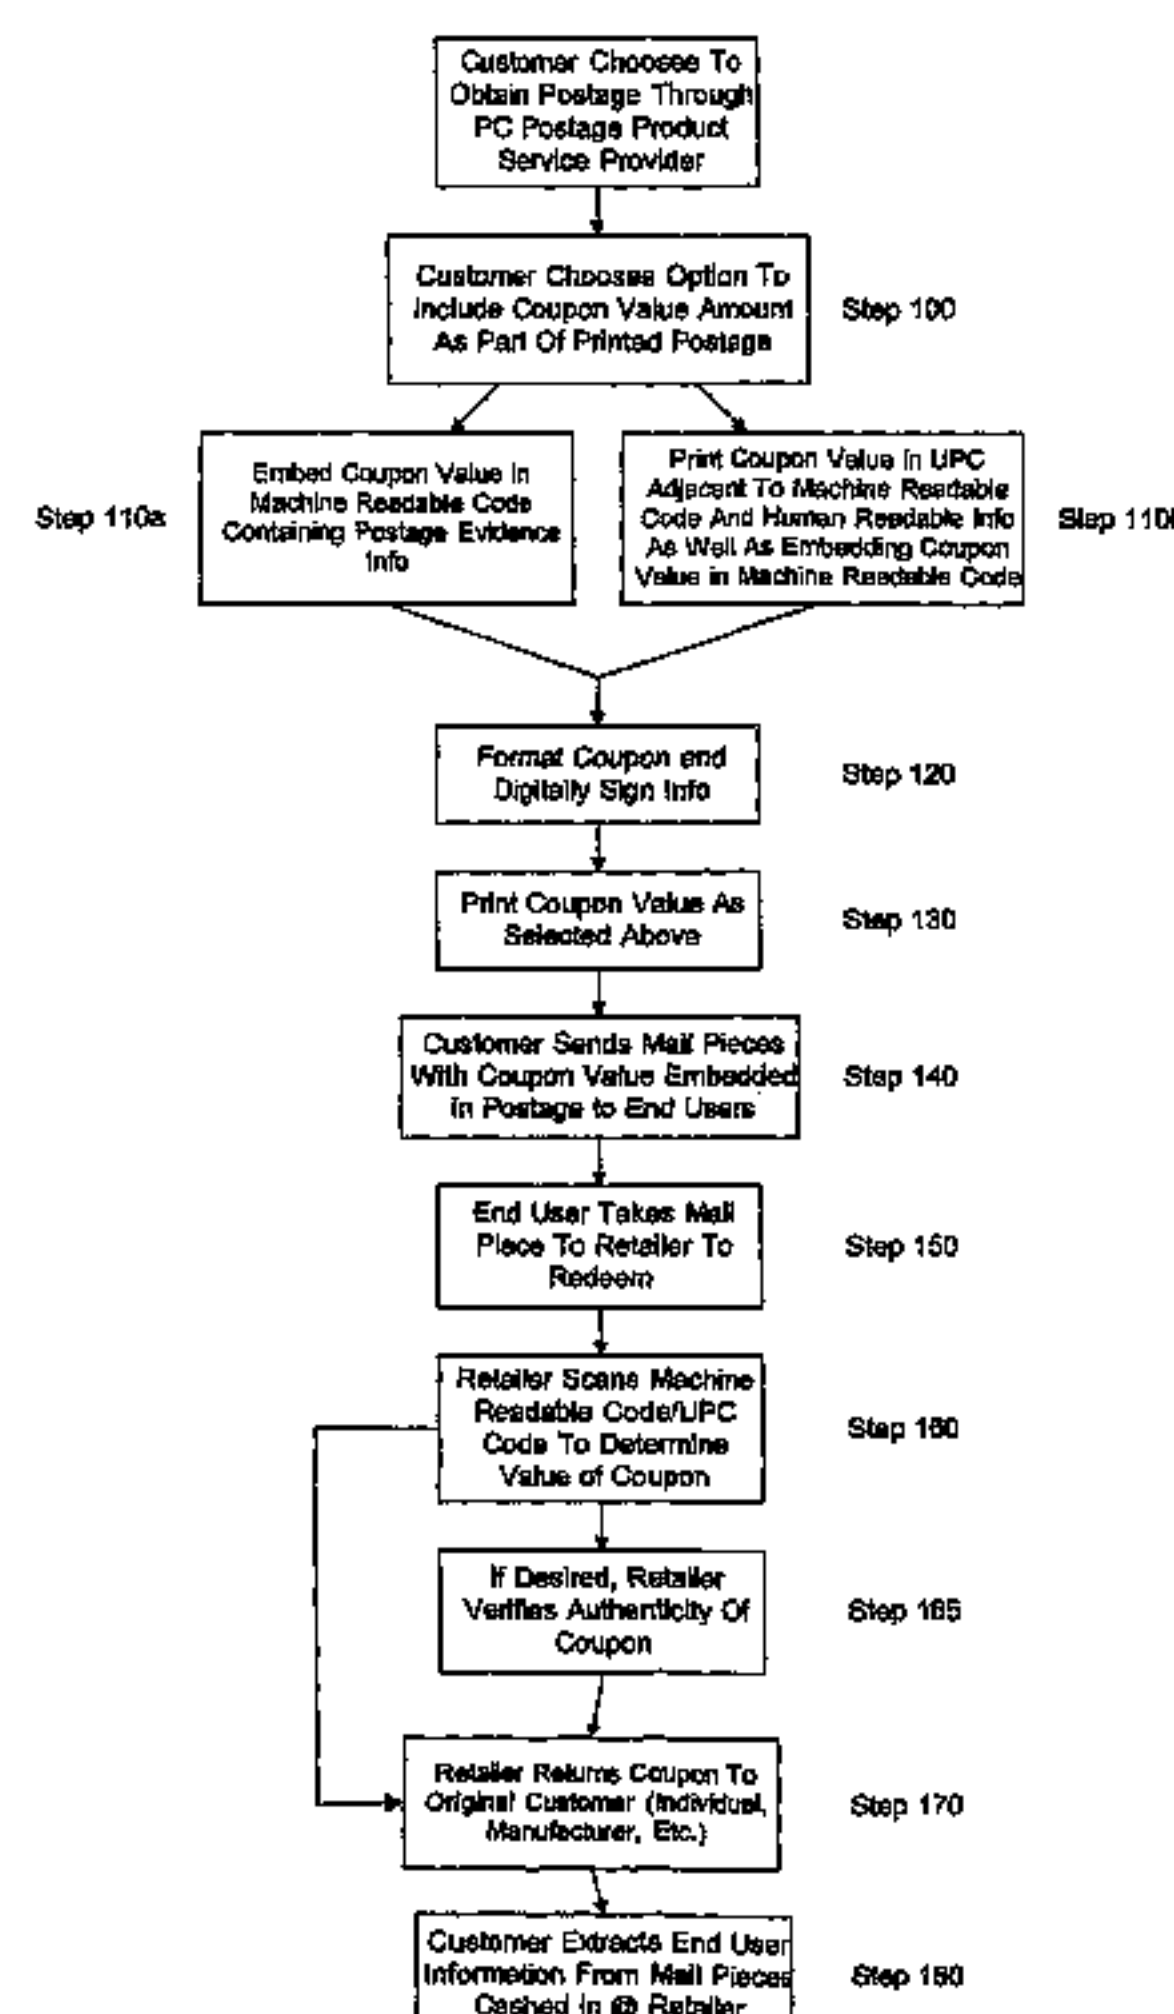 Customer Chooses To
Obtain Postage Through
PC Postage Product
Service Provider
Customer Chooses Option To
Include Coupon Value Amount
As Part Of Printed Postage
Step 100
Step 110a
Embed Coupon Value In
Machine Readable Code
Containing Postage Evidence
Info
Print Coupon Value In UPC
Adjacent To Machine Readable
Code And Human Readable Info
As Well As Embedding Coupon
Value in Machine Readable Code
Step 110
Format Coupon and
Digitally Sign Info
Step 120
Print Coupon Value As
Selected Above
Step 130
Customer Sends Mail Pieces
With Coupon Value Embedded
In Postage to End Users
Step 140
End User Takes Mail
Piece To Retailer To
Redeem
Step 150
Retailer Scans Machine
Readable Code/UPC
Code To Determine
Value of Coupon
Step 160
If Desired, Retailer
Verifies Authenticity Of
Coupon
Step 165
Retailer Returns Coupon To
Original Customer (Individual,
Manufacturer, Etc.)
Step 170
Customer Extracts End User
Information From Mail Pieces
Cashed In @ Retailer
Step